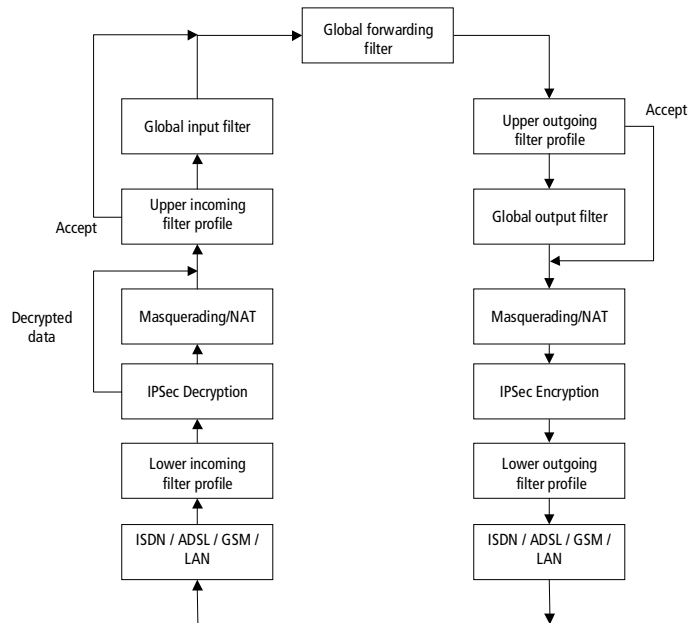 Global forwarding
filter
Global input filter
Upper outgoing
filter profile
Accept
Upper incoming
filter profile
Accept
Global output filter
Decrypted
data
Masquerading/NAT
Masquerading/NAT
IPSec Decryption
IPSec Encryption
Lower incoming
filter profile
Lower outgoing
filter profile
ISDN / ADSL / GSM /
LAN
ISDN / ADSL / GSM /
LAN